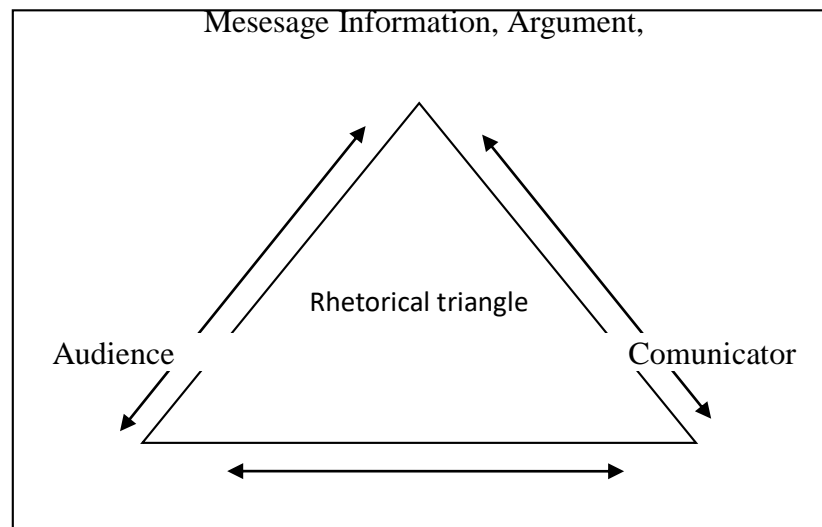 Mesesage Information, Argument,
Rhetorical triangle
Audience
Comunicator